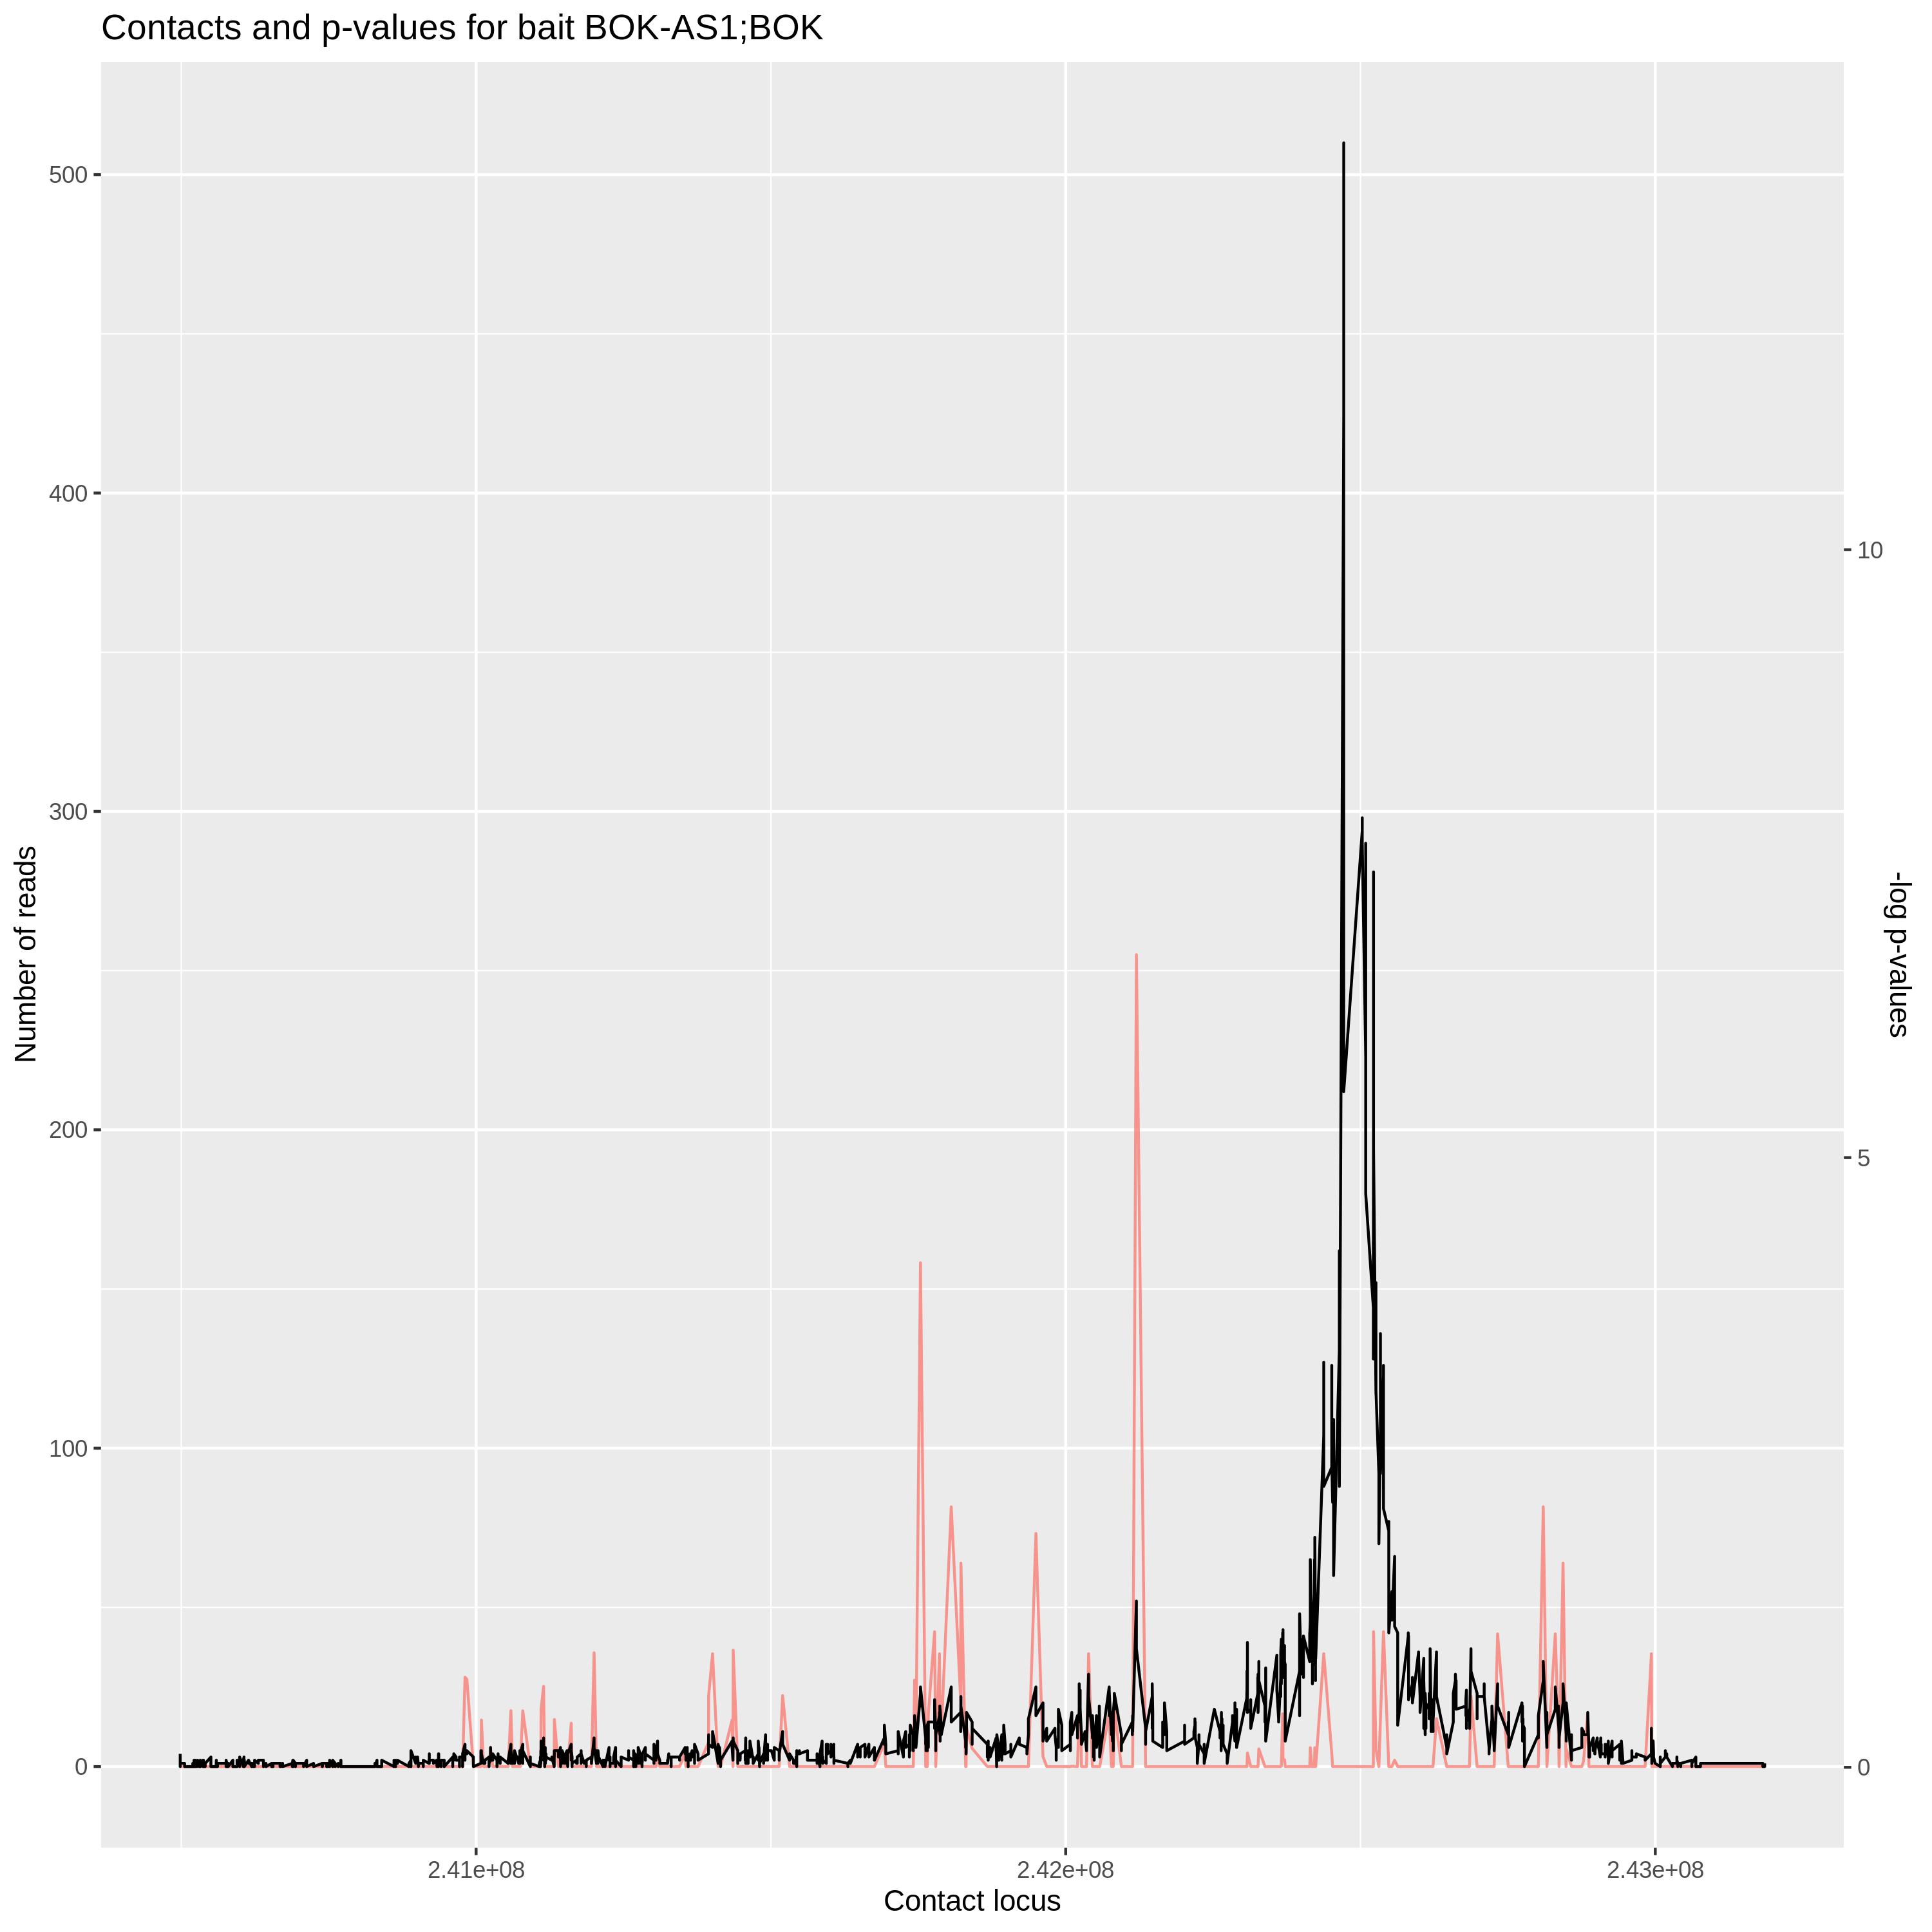 Contacts and p-values for bait BOK-AS1;BOK
500
400
300
200
100
0
Number of reads
10
5
0
-log p-values
2.41e+08
2.42e+08
2.43e+08
Contact locus